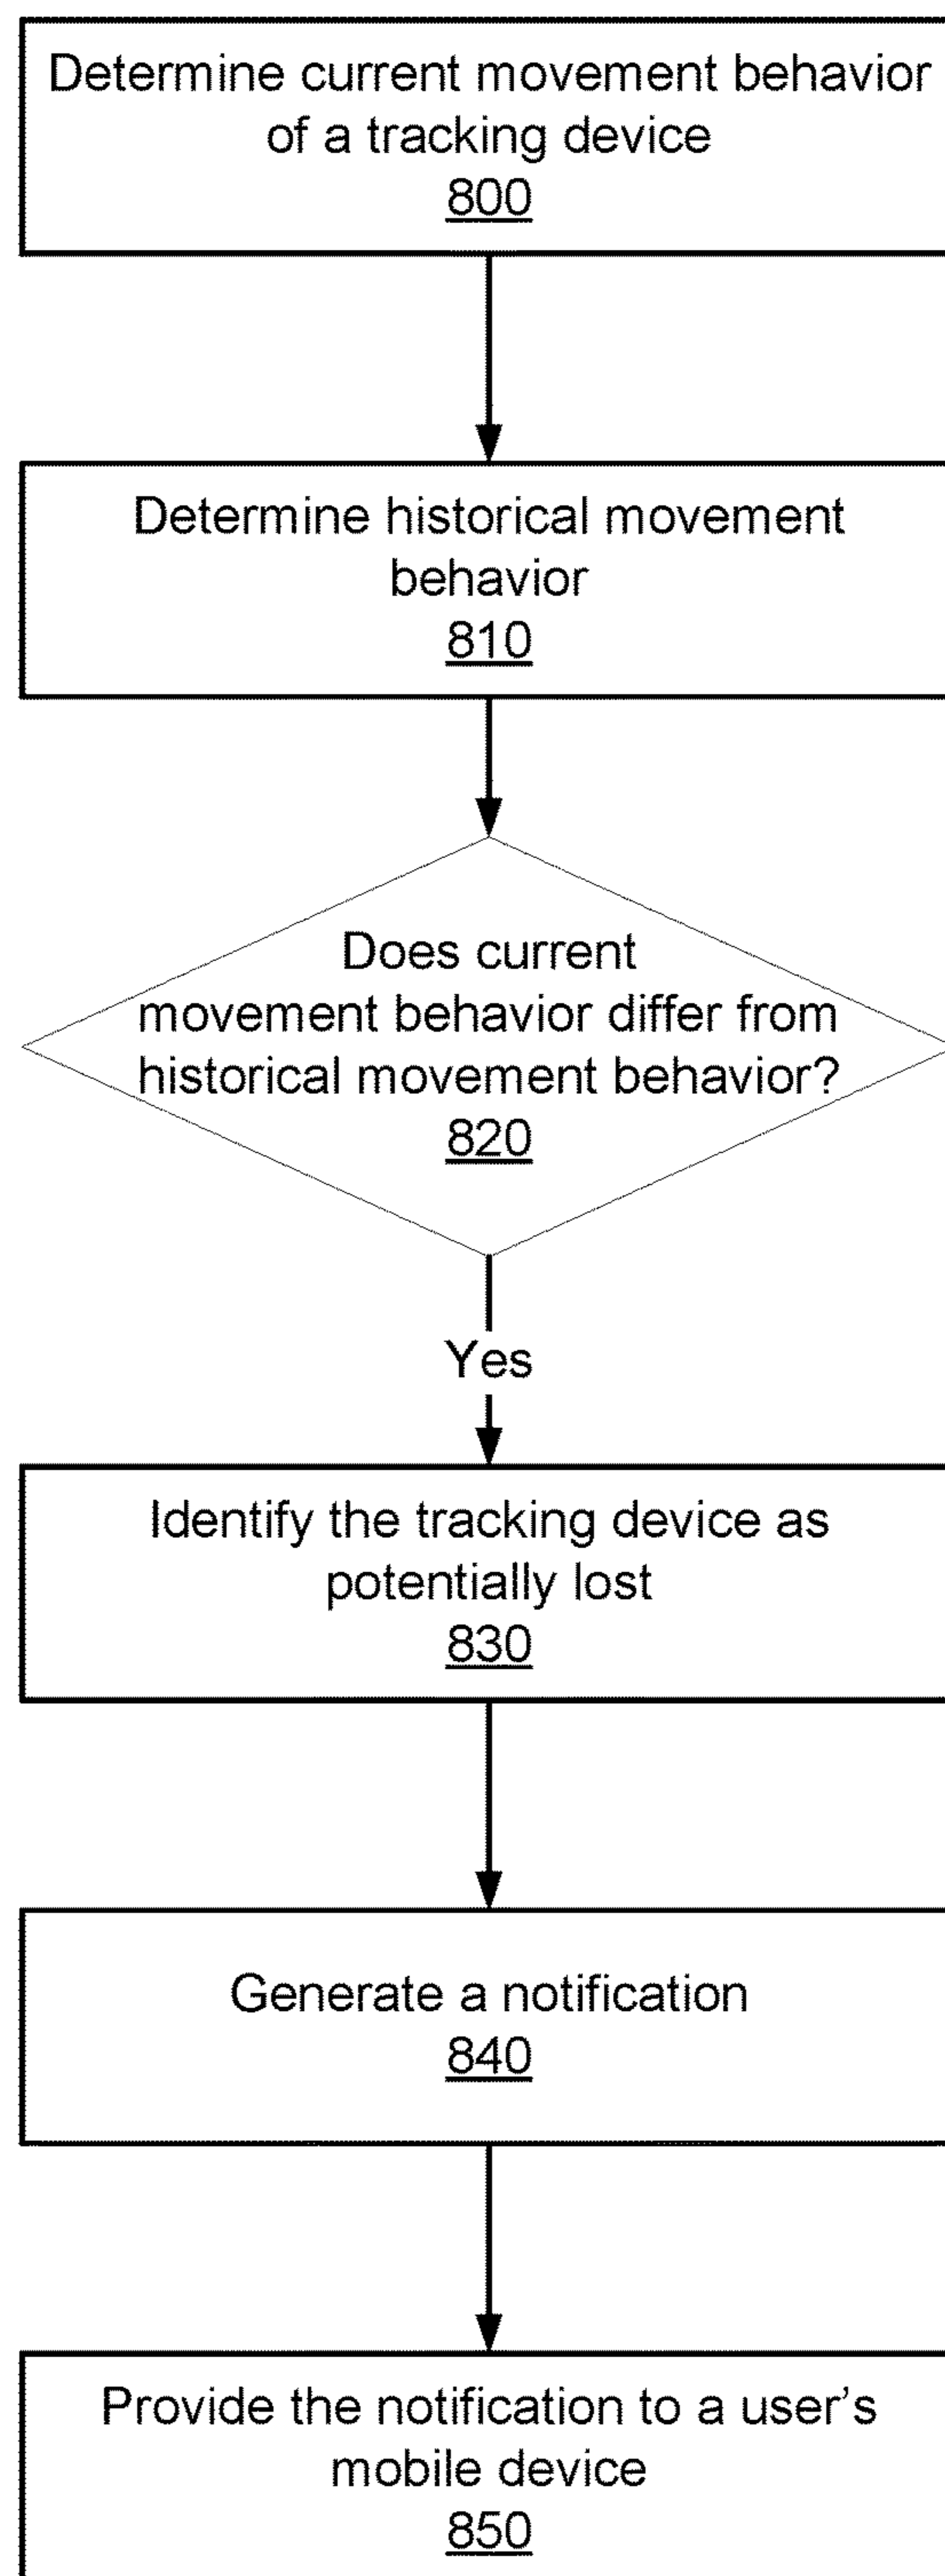 Determine current movement behavior
of a tracking device
800
Determine historical movement
behavior
810
Does current
movement behavior differ from
historical movement behavior?
820
Yes
Identify the tracking device as
potentially lost
830
Generate a notification
840
Provide the notification to a user's
mobile device
850